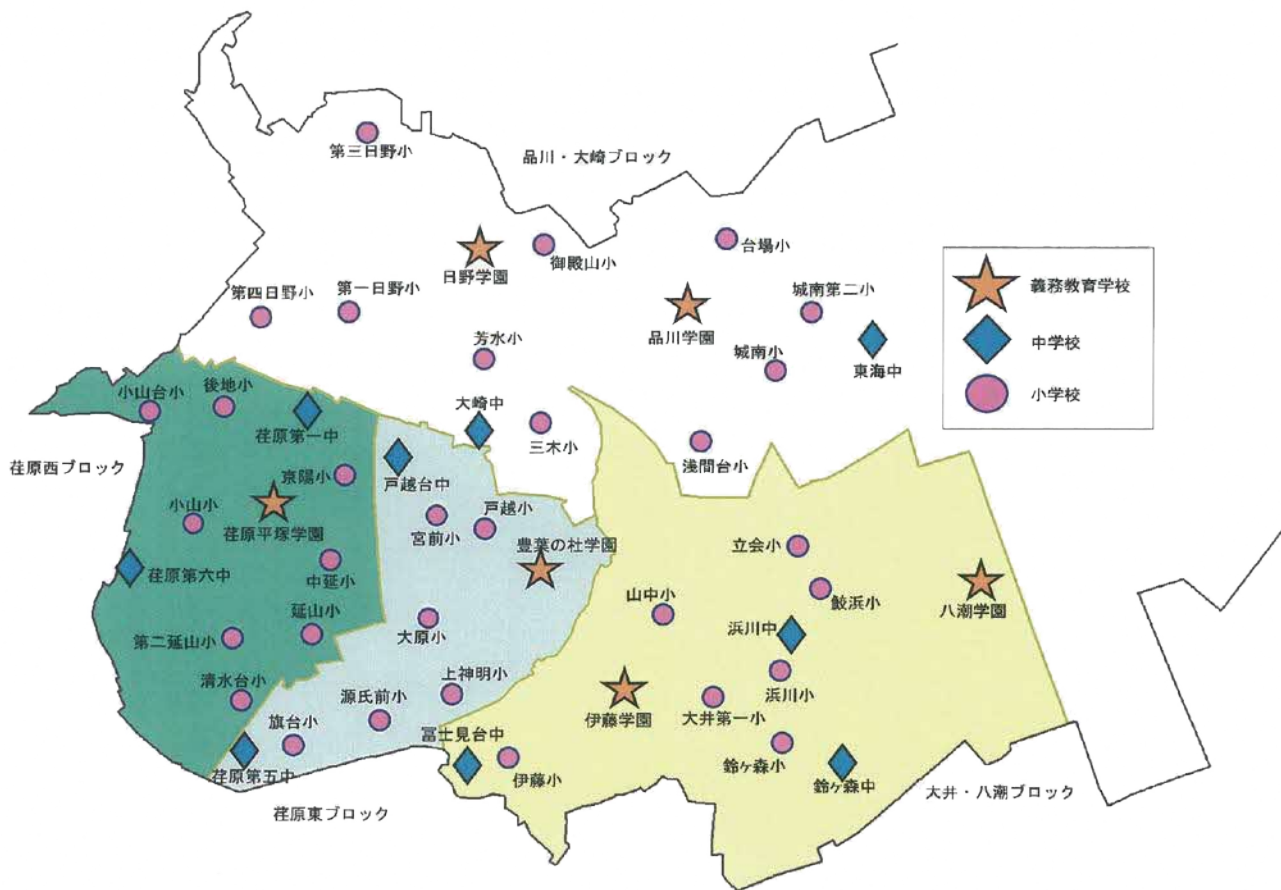 第三日野小
品川・大崎ブロック
台場小
御殿山小
日野学園
義務教育学校
第四日野小
第一日野小
城南第二小
品川学園
中学校
芳水小
城南小
東海中
小学校
小山台小
後地小
大崎中
荏原第一中
三木小
浅間台小
荏原西ブロック
京陽小
戸越台中
小山小
荏原平塚学園
宮前小
戸越小
豊葉の杜学園
立会小
荏原第六中
中延小
山中小
鮫浜小
八潮学園
第二延山小
延山小
大原小
浜川中
清水台小
源氏前小
上神明小
浜川小
伊藤学園
大井第一小
旗台小
冨士見台中
荏原第五中
伊藤小
鈴ヶ森小
鈴ヶ森中
大井・八潮ブロック
荏原東ブロック